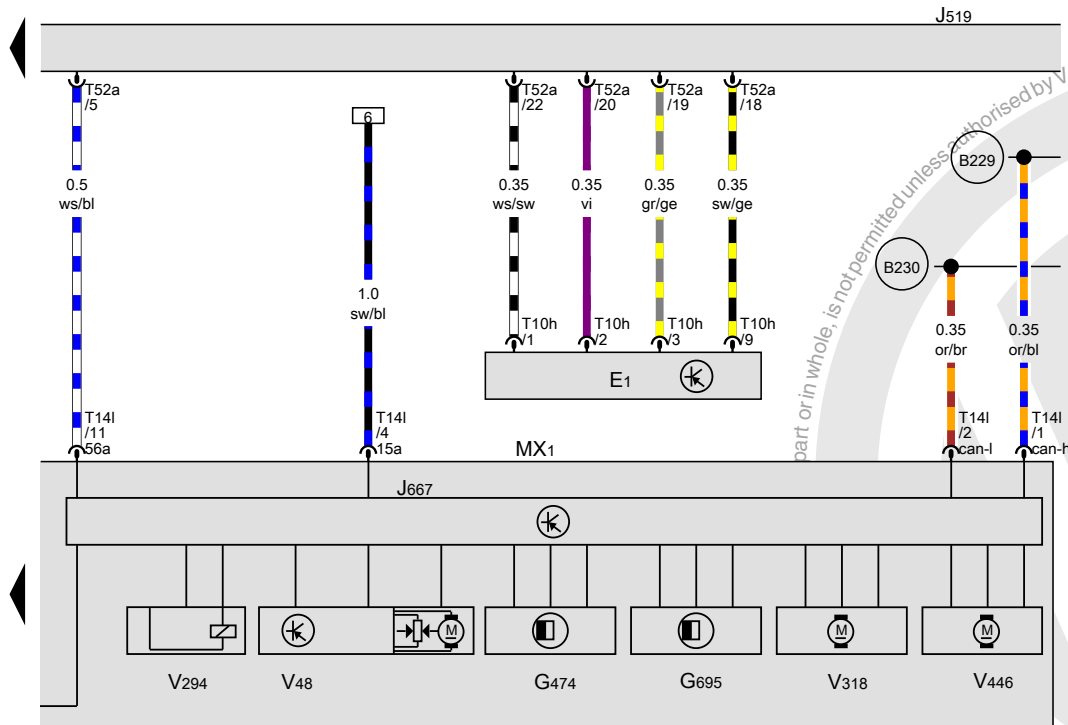 J519
T52a
/5
T52a
/22
T52a
/20
T52a
/19
T52a
/18
6
B229
0.5
ws/bl
0.35
ws/sw
0.35
vi
0.35
gr/ge
0.35
sw/ge
B230
1.0
sw/bl
0.35
or/br
0.35
or/bl
T10h
/1
T10h
/2
T10h
/3
T10h
/9
E1
T14l
/11
56a
T14l
/4
15a
T14l
/2
can-l
T14l
/1
can-h
MX1
J667
M
M
M
V294
V48
G474
G695
V318
V446
part or in whole, is not permitted unless authorised by V